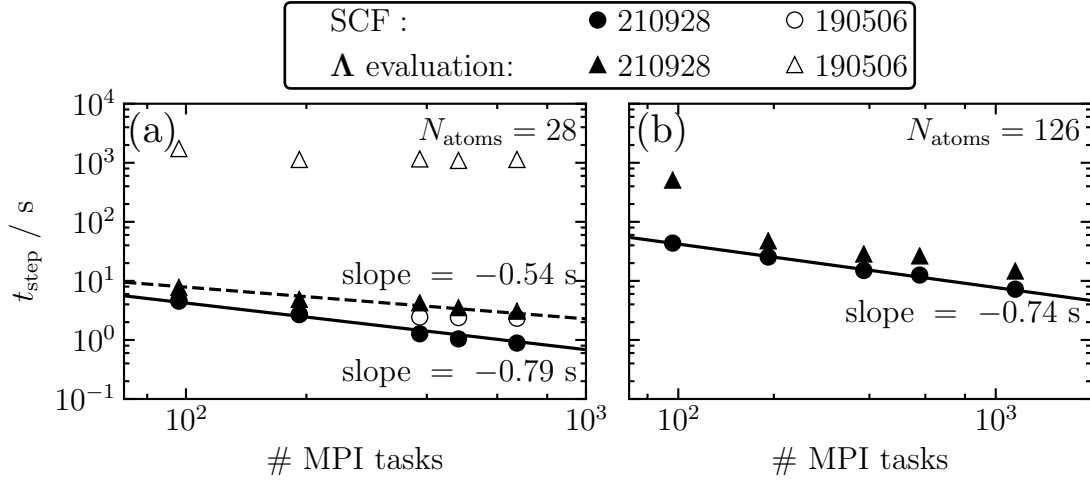 SCF : 210928 190506
Λ evaluation: 210928 190506
(a) N_atoms = 28
(b) N_atoms = 126
10^4
10^3
10^2
10^1
10^0
10^−1
t_step / s
slope = −0.54 s
slope = −0.79 s
slope = −0.74 s
10^2 10^3
10^2 10^3
# MPI tasks
# MPI tasks